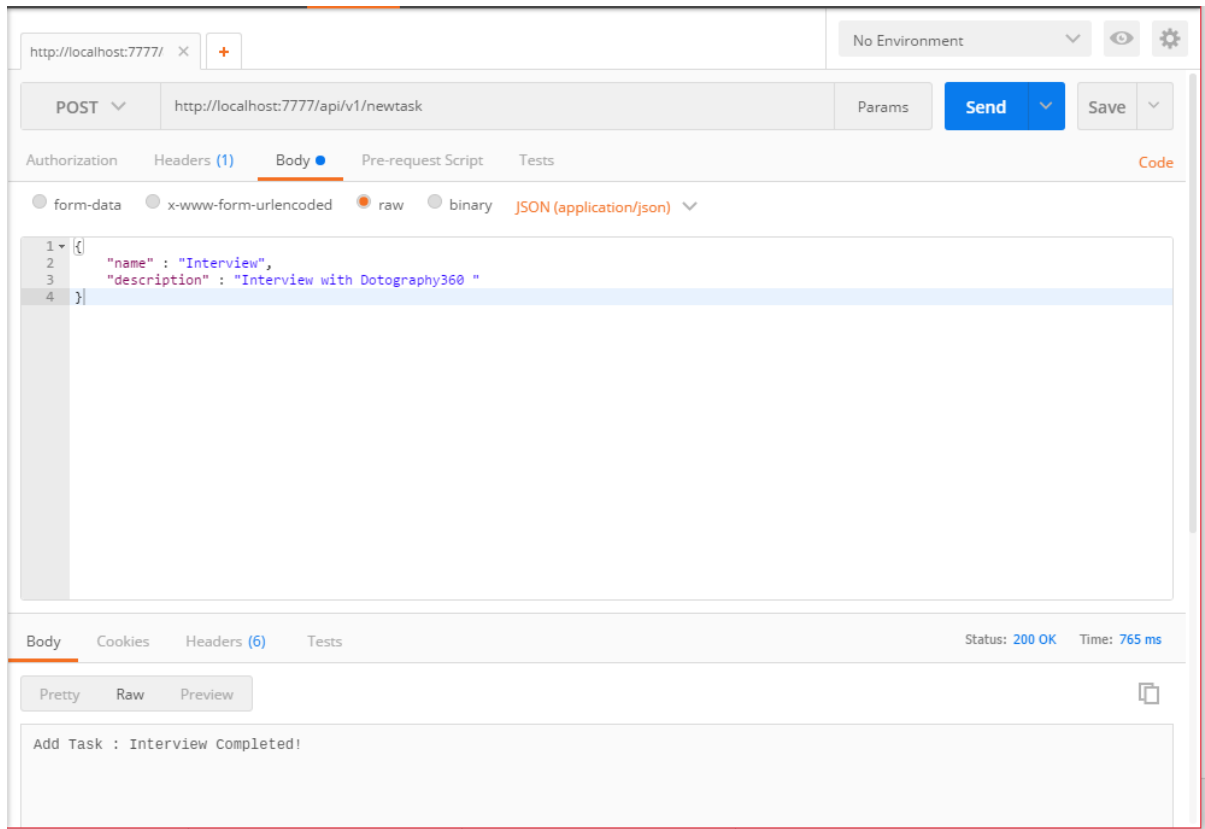 http://localhost:7777/ × +
No Environment
POST http://localhost:7777/api/v1/newtask Params Send Save
Authorization Headers (1) Body Pre-request Script Tests Code
form-data x-www-form-urlencoded raw binary JSON (application/json)
1 {
2 "name" : "Interview",
3 "description" : "Interview with Dotography360 "
4 }
Body Cookies Headers (6) Tests Status: 200 OK Time: 765 ms
Pretty Raw Preview
Add Task : Interview Completed!